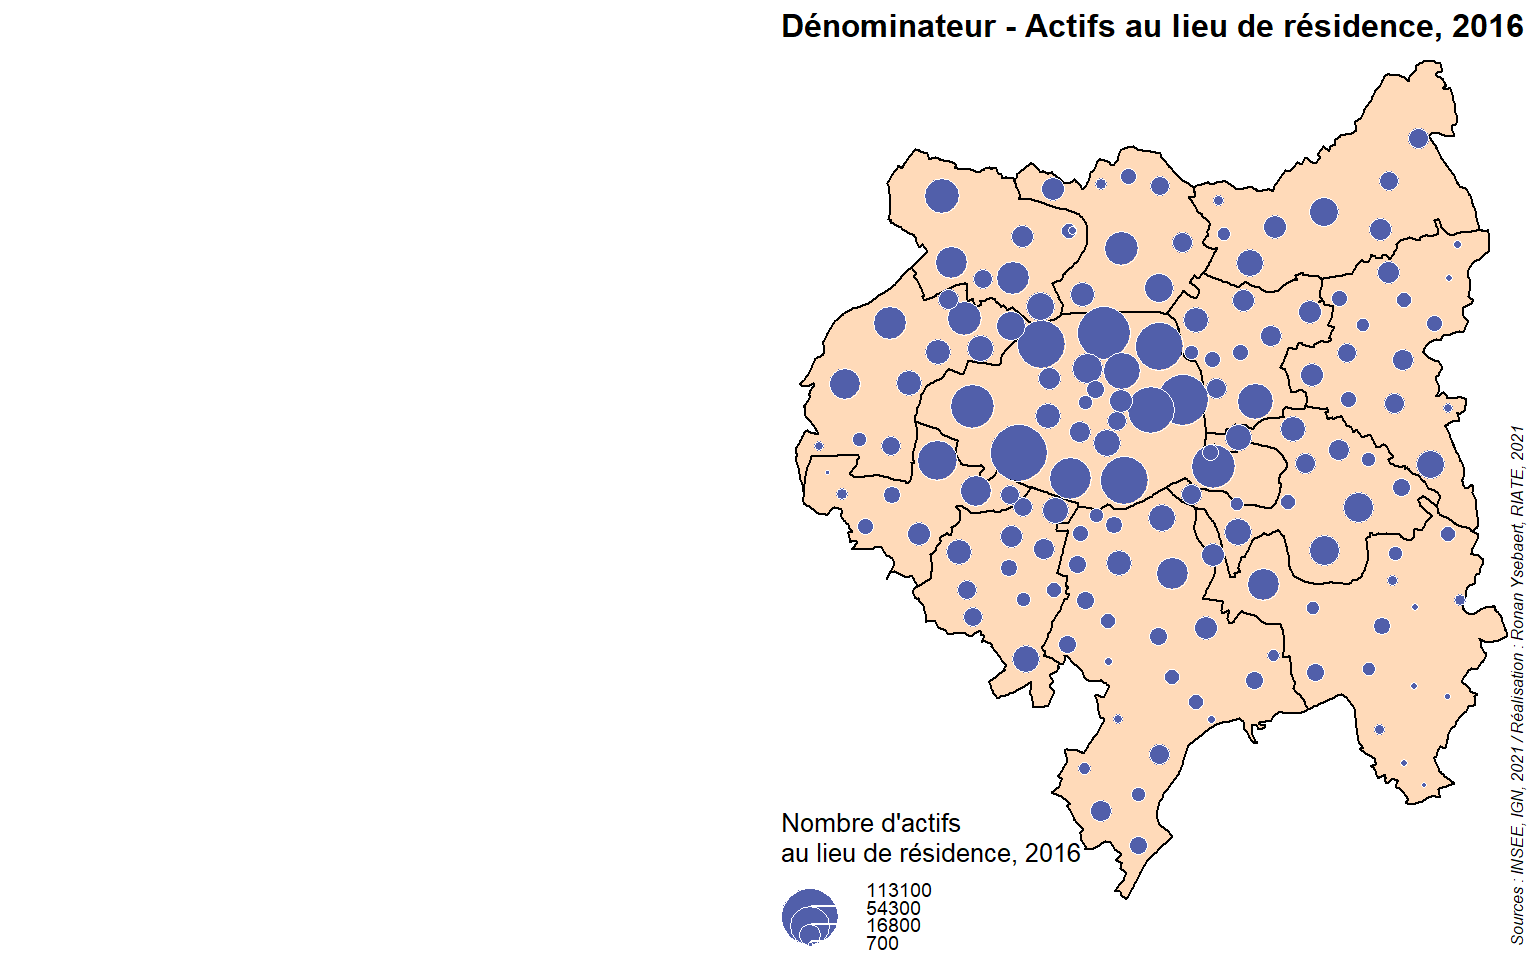 Dénominateur - Actifs au lieu de résidence, 2016
Nombre d'actifs
au lieu de résidence, 2016
113100
54300
16800
700
Sources : INSEE, IGN, 2021 / Réalisation : Ronan Ysebaert, RIATE, 2021